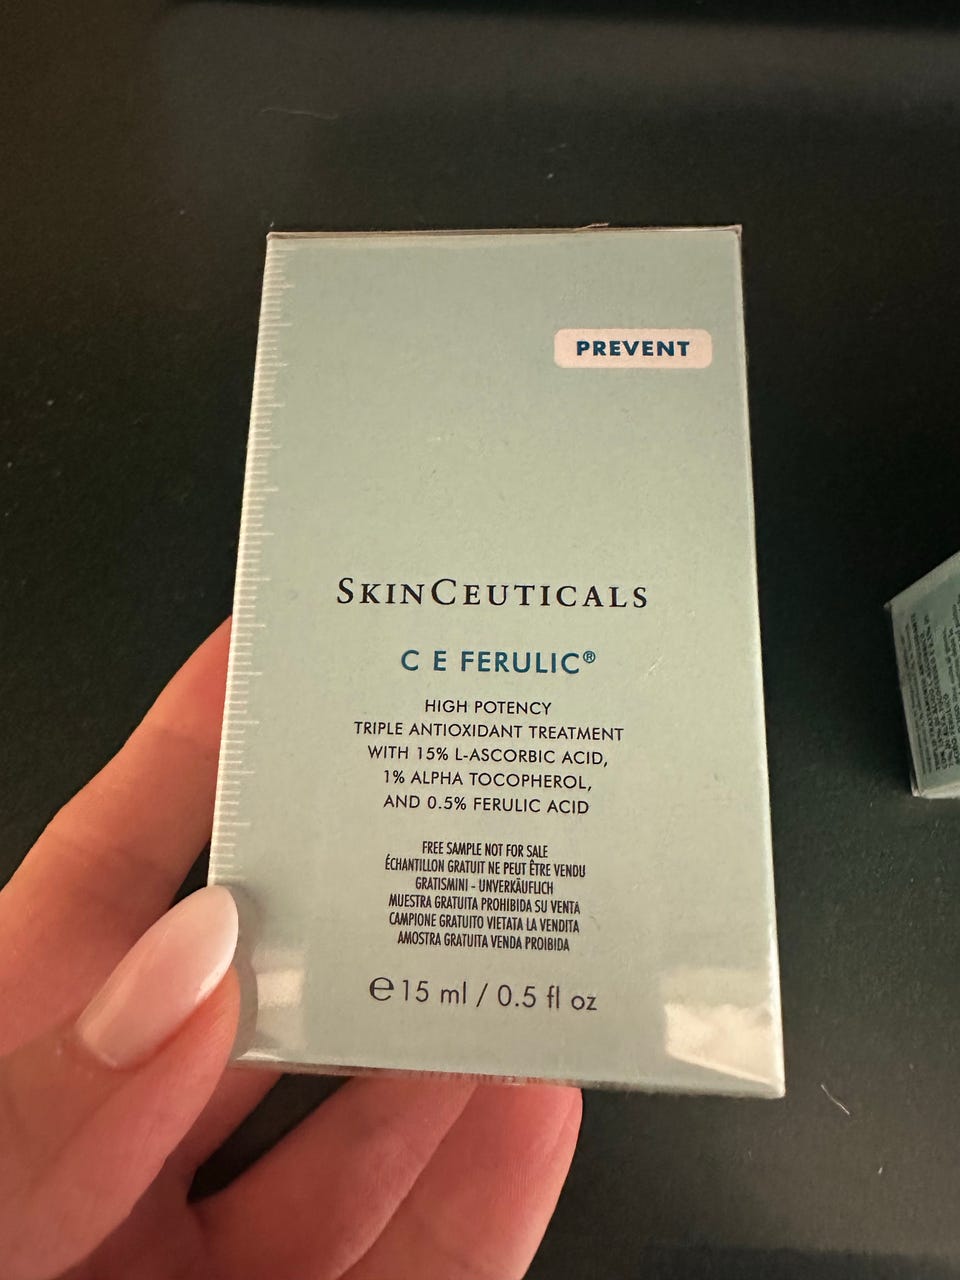 PREVENT
SKINCEUTICALS
C E FERULIC®
HIGH POTENCY
TRIPLE ANTIOXIDANT TREATMENT
WITH 15% L-ASCORBIC ACID,
1% ALPHA TOCOPHEROL,
AND 0.5% FERULIC ACID
FREE SAMPLE NOT FOR SALE
ÉCHANTILLON GRATUIT NE PEUT ÊTRE VENDU
GRATISMINI - UNVERKÄUFLICH
MUESTRA GRATUITA PROHIBIDA SU VENTA
CAMPIONE GRATUITO VIETATA LA VENDITA
AMOSTRA GRATUITA VENDA PROIBIDA
℮ 15 ml / 0.5 fl oz